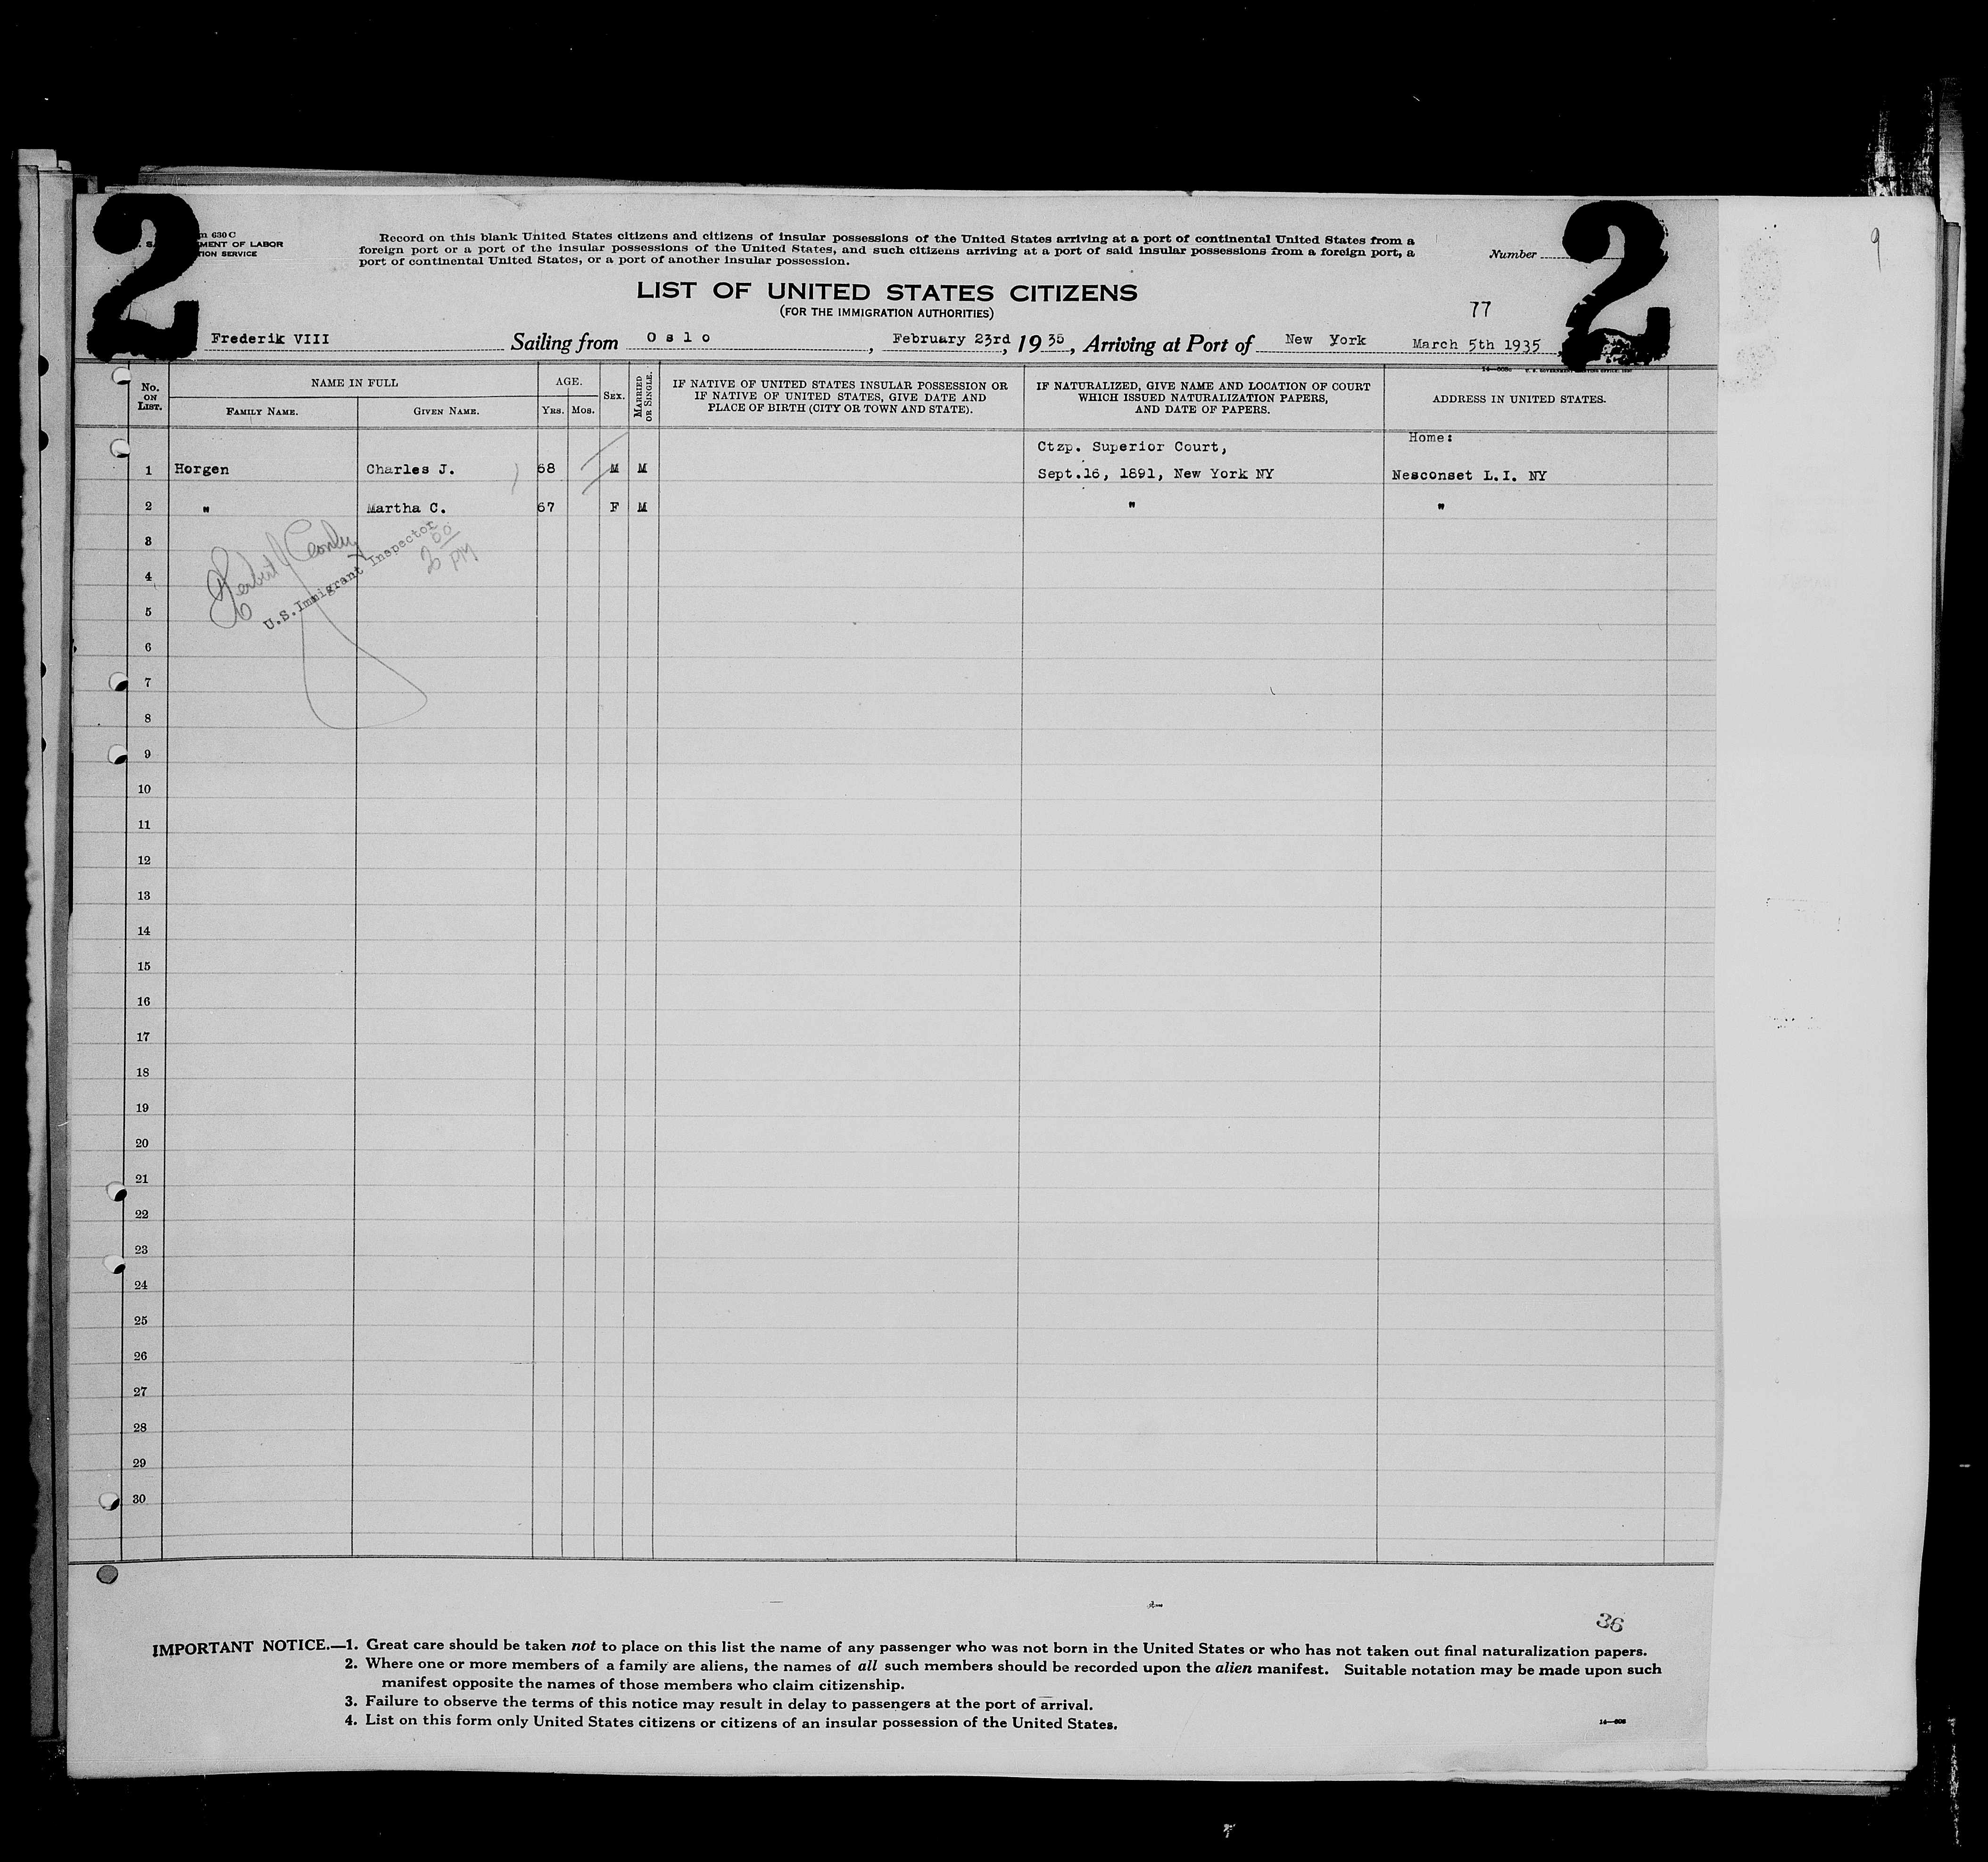 2 2
m 630 C
MENT OF LABOR
TION SERVICE
Record on this blank United States citizens and citizens of insular possessions of the United States arriving at a port of continental United States from a
foreign port or a port of the insular possessions of the United States, and such citizens arriving at a port of said insular possessions from a foreign port, a
port of continental United States, or a port of another insular possession.
Number
9
LIST OF UNITED STATES CITIZENS
(FOR THE IMMIGRATION AUTHORITIES)
77
Frederik VIII Sailing from Oslo, February 23rd, 1935, Arriving at Port of New York March 5th 1935
No. ON LIST.
NAME IN FULL
FAMILY NAME. GIVEN NAME.
AGE.
YRS. MOS.
SEX.
MARRIED OR SINGLE.
IF NATIVE OF UNITED STATES INSULAR POSSESSION OR
IF NATIVE OF UNITED STATES, GIVE DATE AND
PLACE OF BIRTH (CITY OR TOWN AND STATE).
IF NATURALIZED, GIVE NAME AND LOCATION OF COURT
WHICH ISSUED NATURALIZATION PAPERS,
AND DATE OF PAPERS.
ADDRESS IN UNITED STATES.
Ctzp. Superior Court, Home:
1 Horgen Charles J. 68 M M Sept.16, 1891, New York NY Nesconset L.I. NY
2 " Martha C. 67 F M " "
U.S. Immigrant Inspector
PM
3
4
5
6
7
8
9
10
11
12
13
14
15
16
17
18
19
20
21
22
23
24
25
26
27
28
29
30
36
IMPORTANT NOTICE.—1. Great care should be taken not to place on this list the name of any passenger who was not born in the United States or who has not taken out final naturalization papers.
2. Where one or more members of a family are aliens, the names of all such members should be recorded upon the alien manifest. Suitable notation may be made upon such
manifest opposite the names of those members who claim citizenship.
3. Failure to observe the terms of this notice may result in delay to passengers at the port of arrival.
4. List on this form only United States citizens or citizens of an insular possession of the United States.